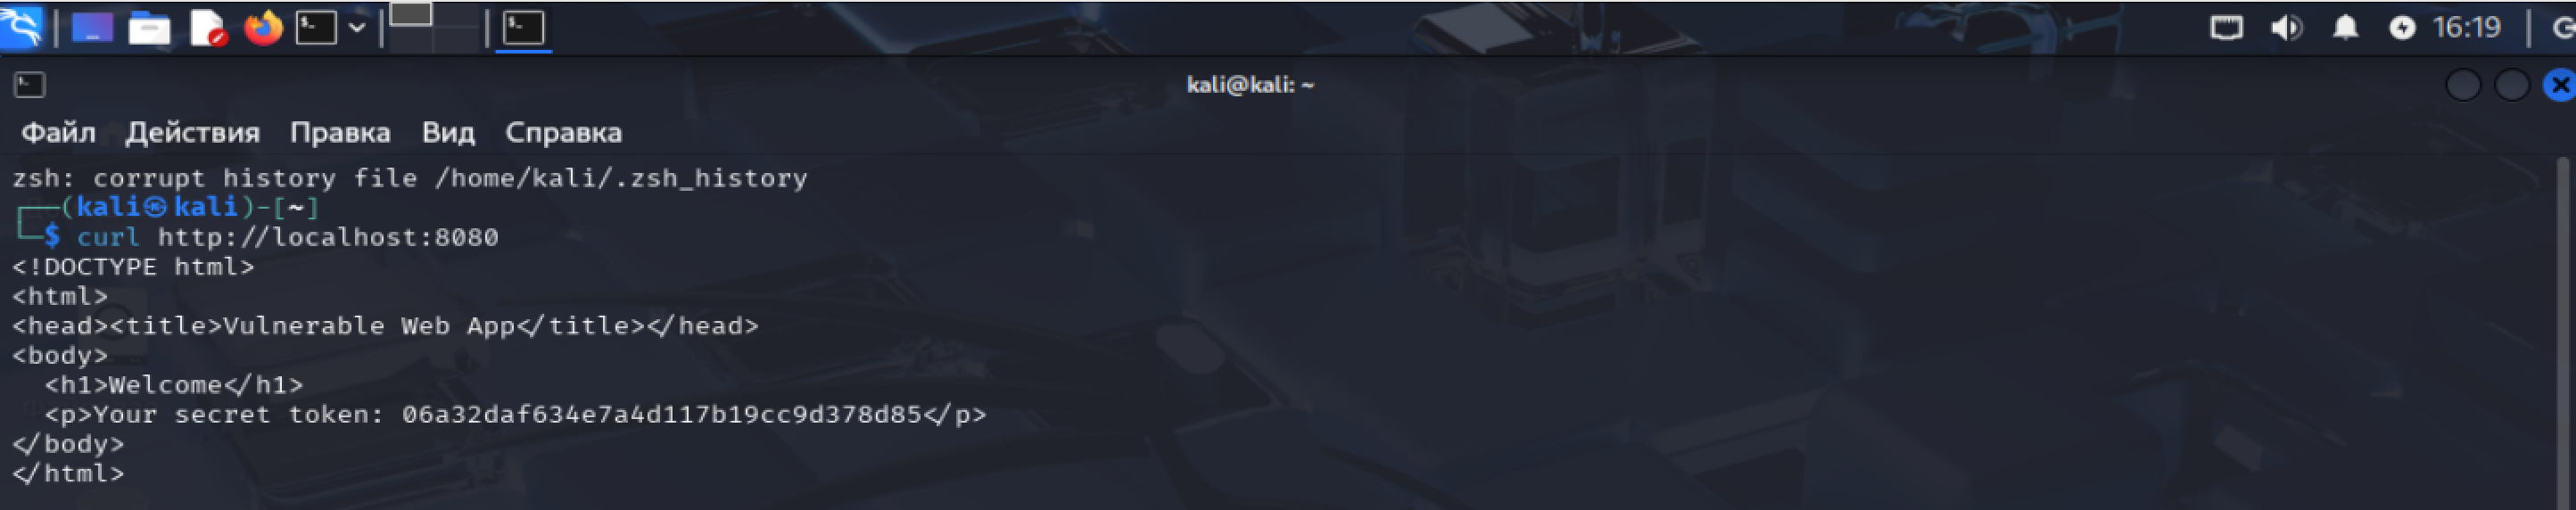 16:19
kali@kali: ~
Файл Действия Правка Вид Справка
zsh: corrupt history file /home/kali/.zsh_history
┌──(kali㉿kali)-[~]
└─$ curl http://localhost:8080
<!DOCTYPE html>
<html>
<head><title>Vulnerable Web App</title></head>
<body>
  <h1>Welcome</h1>
  <p>Your secret token: 06a32daf634e7a4d117b19cc9d378d85</p>
</body>
</html>